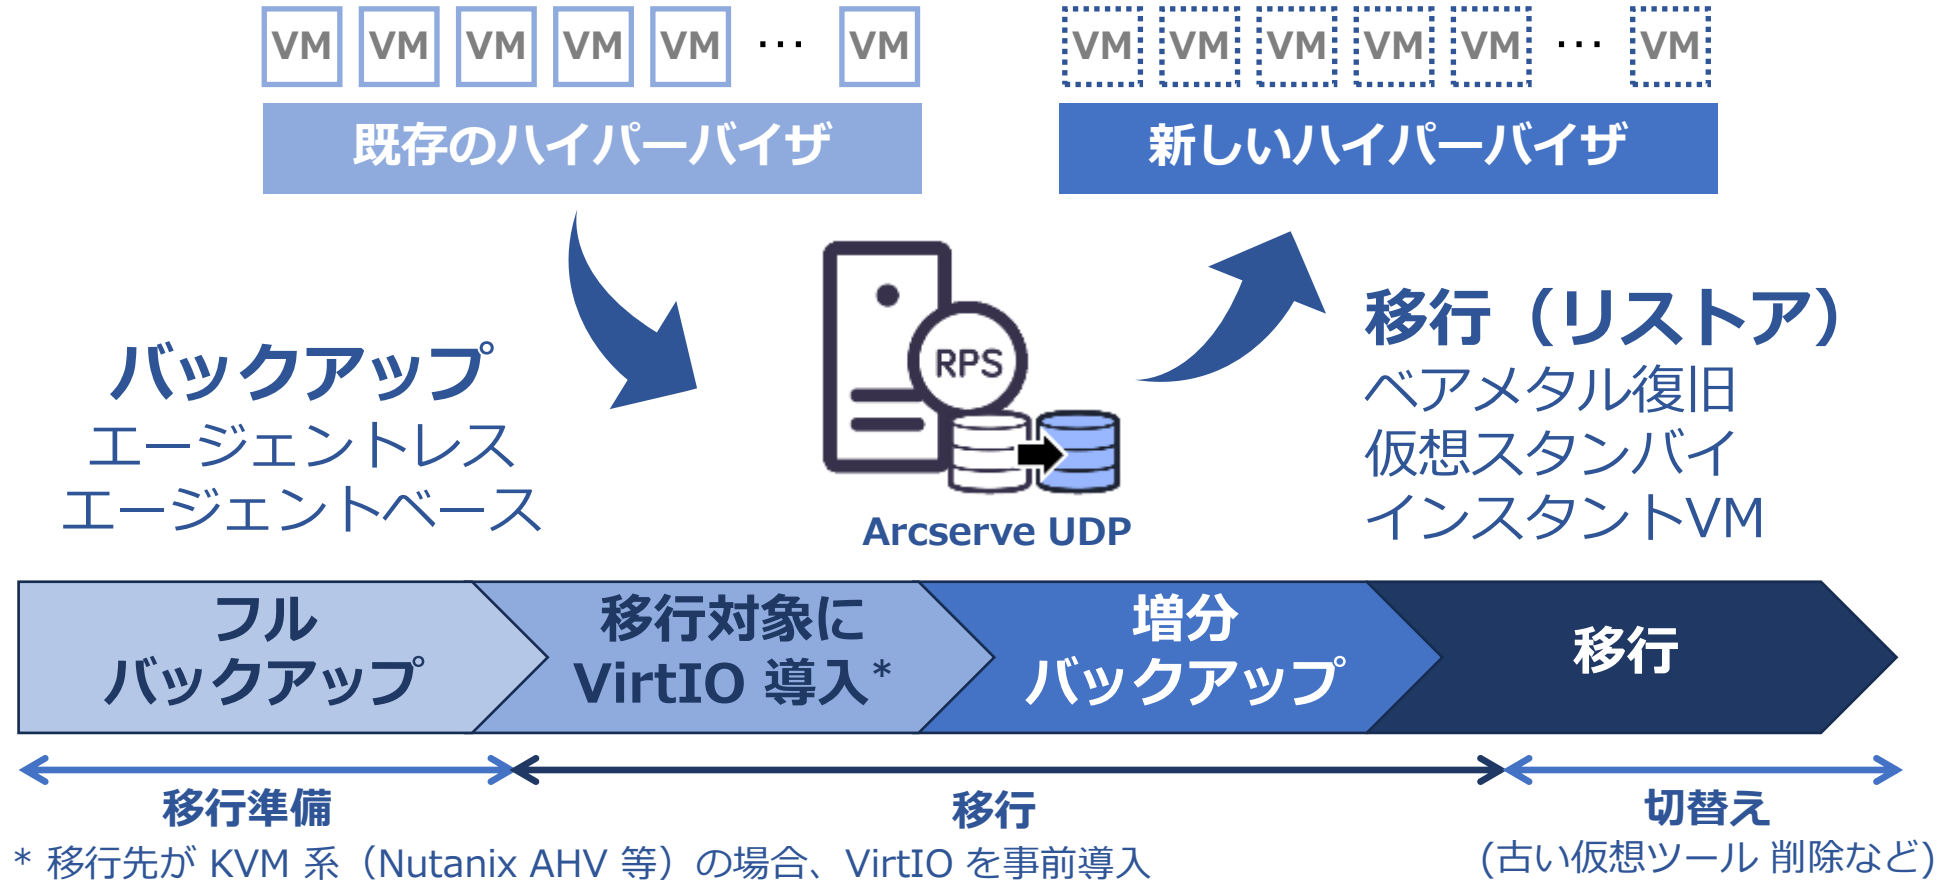 VM VM VM VM VM ... VM
VM VM VM VM VM ... VM
既存のハイパーバイザ
新しいハイパーバイザ
バックアップ
エージェントレス
エージェントベース
RPS
Arcserve UDP
移行（リストア）
ベアメタル復旧
仮想スタンバイ
インスタントVM
フル
バックアップ
移行対象に
VirtIO 導入*
増分
バックアップ
移行
移行準備
移行
切替え
(古い仮想ツール 削除など)
* 移行先が KVM 系（Nutanix AHV 等）の場合、VirtIO を事前導入